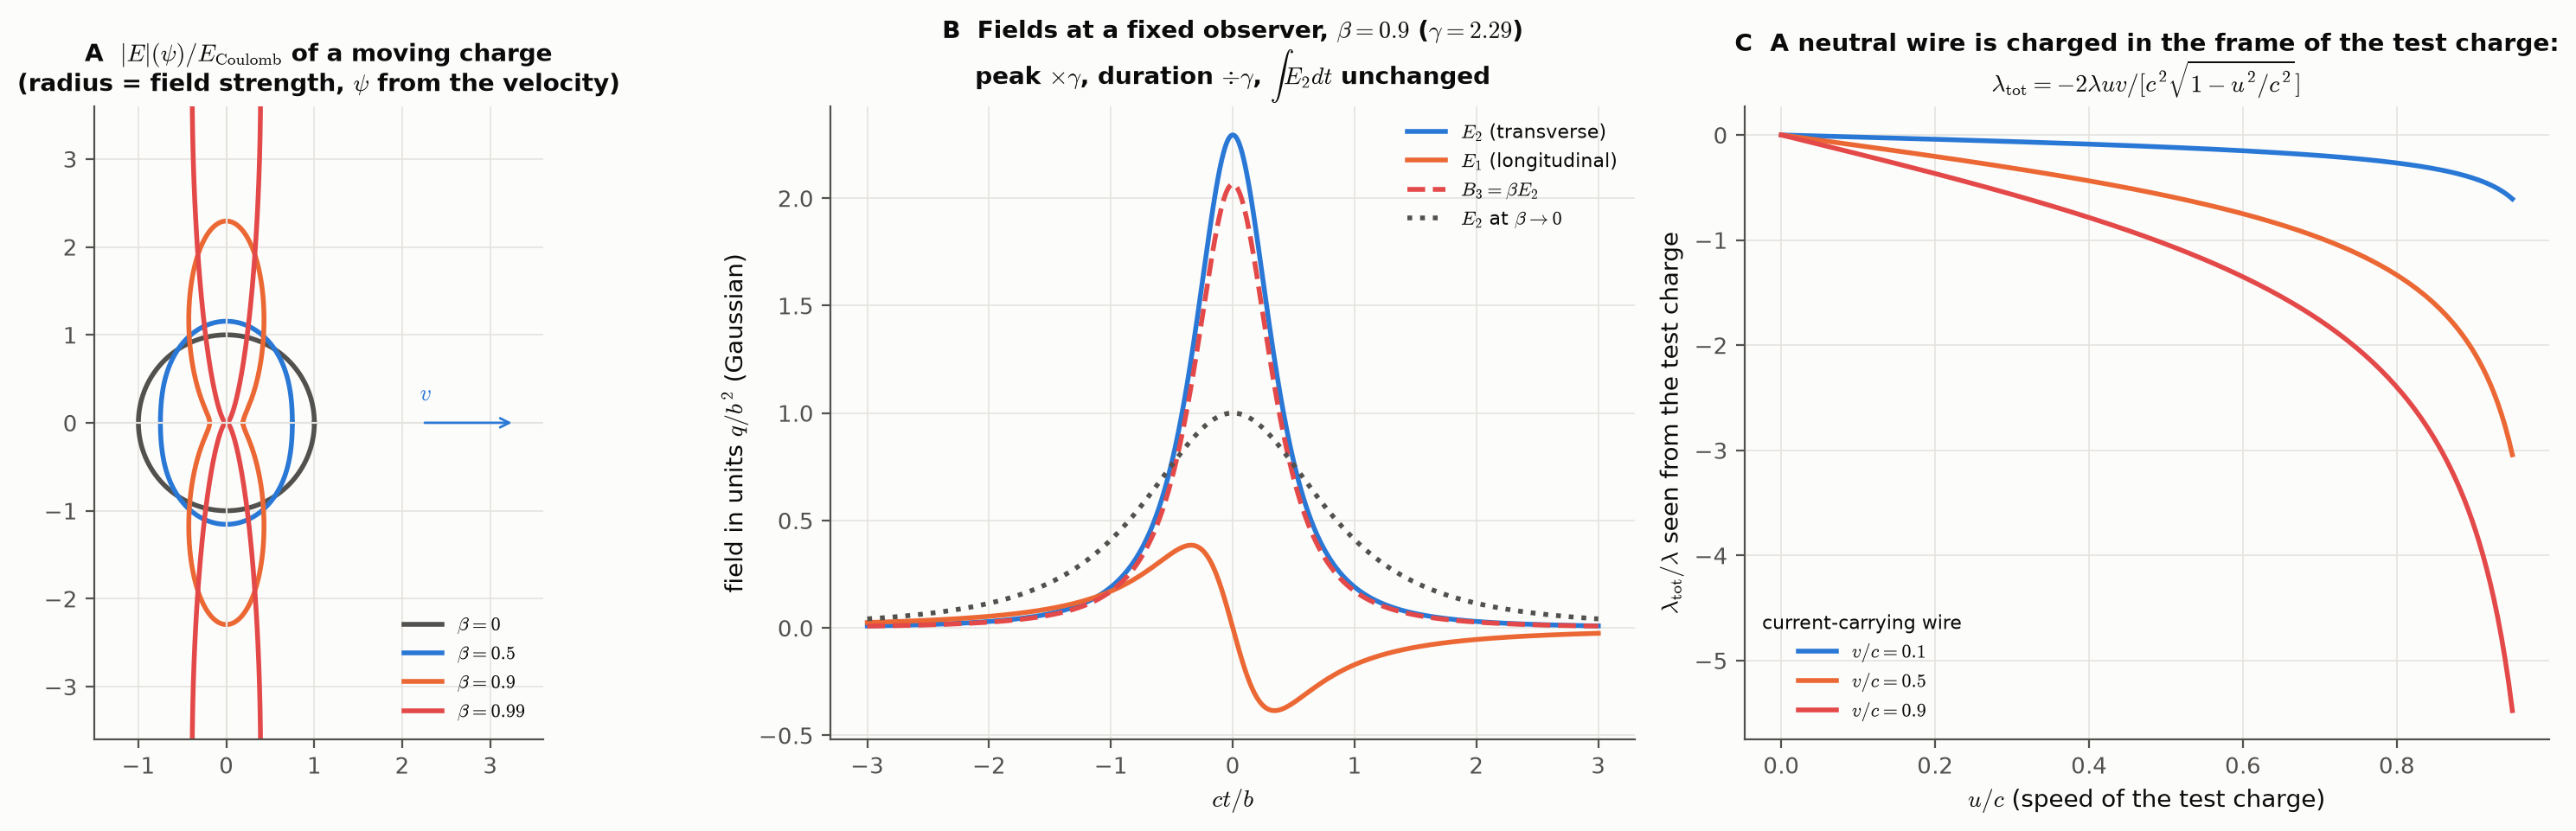 A |E|(ψ)/E_Coulomb of a moving charge
(radius = field strength, ψ from the velocity)
3
2
1
0
−1
−2
−3
−1
0
1
2
3
v
β = 0
β = 0.5
β = 0.9
β = 0.99
B Fields at a fixed observer, β = 0.9 (γ = 2.29)
peak ×γ, duration ÷γ, ∫E₂dt unchanged
field in units q/b² (Gaussian)
2.0
1.5
1.0
0.5
0.0
−0.5
−3
−2
−1
0
1
2
3
ct/b
E₂ (transverse)
E₁ (longitudinal)
B₃ = βE₂
E₂ at β → 0
C A neutral wire is charged in the frame of the test charge:
λ_tot = −2λuv/[c²√(1 − u²/c²)]
λ_tot/λ seen from the test charge
0
−1
−2
−3
−4
−5
0.0
0.2
0.4
0.6
0.8
u/c (speed of the test charge)
current-carrying wire
v/c = 0.1
v/c = 0.5
v/c = 0.9